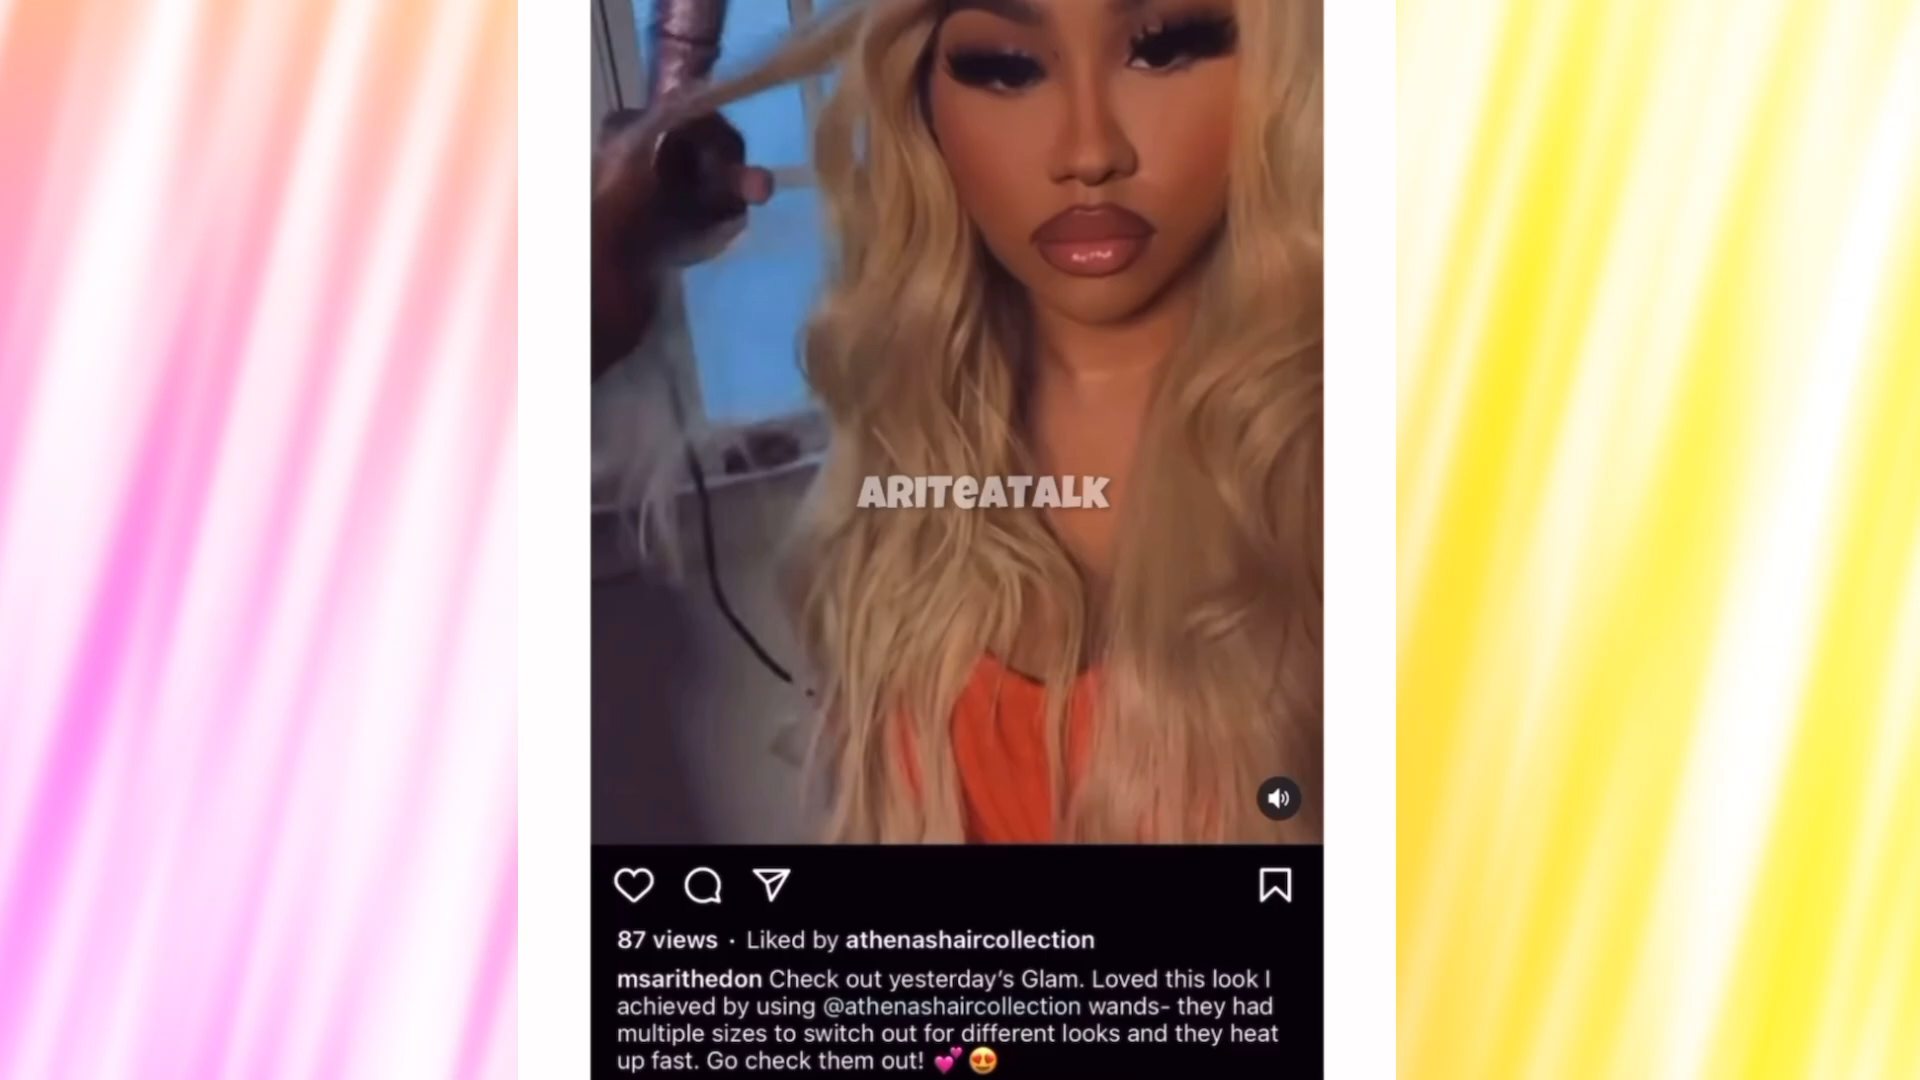 ARITeATALK
87 views · Liked by athenashaircollection
msarithedon Check out yesterday’s Glam. Loved this look I
achieved by using @athenashaircollection wands- they had
multiple sizes to switch out for different looks and they heat
up fast. Go check them out! 💕 😍